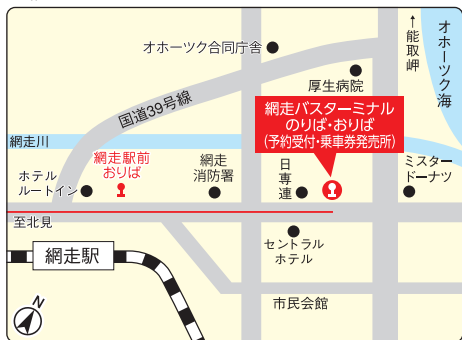 オホーツク合同庁舎
↑能取岬
オホーツク海
厚生病院
国道39号線
網走バスターミナル
のりば・おりば
(予約受付・乗車券発売所)
網走川
網走駅前
おりば
網走
消防署
日専連
ミスター
ドーナツ
ホテル
ルートイン
至北見
セントラル
ホテル
網走駅
市民会館
N